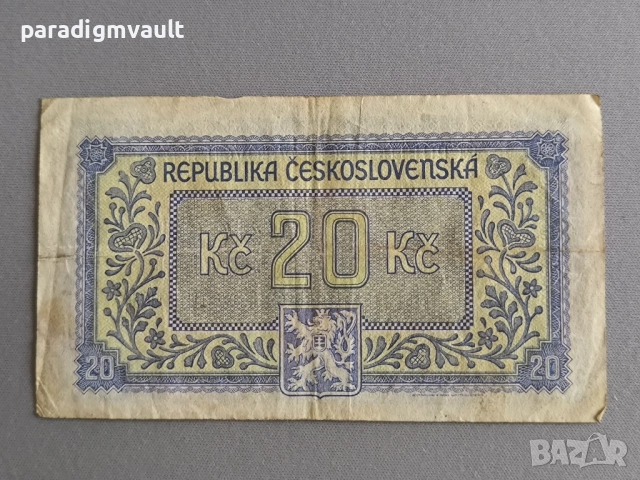 paradigmvault
REPUBLIKA ČESKOSLOVENSKÁ
Kč 20 Kč
20 20
BAZAR